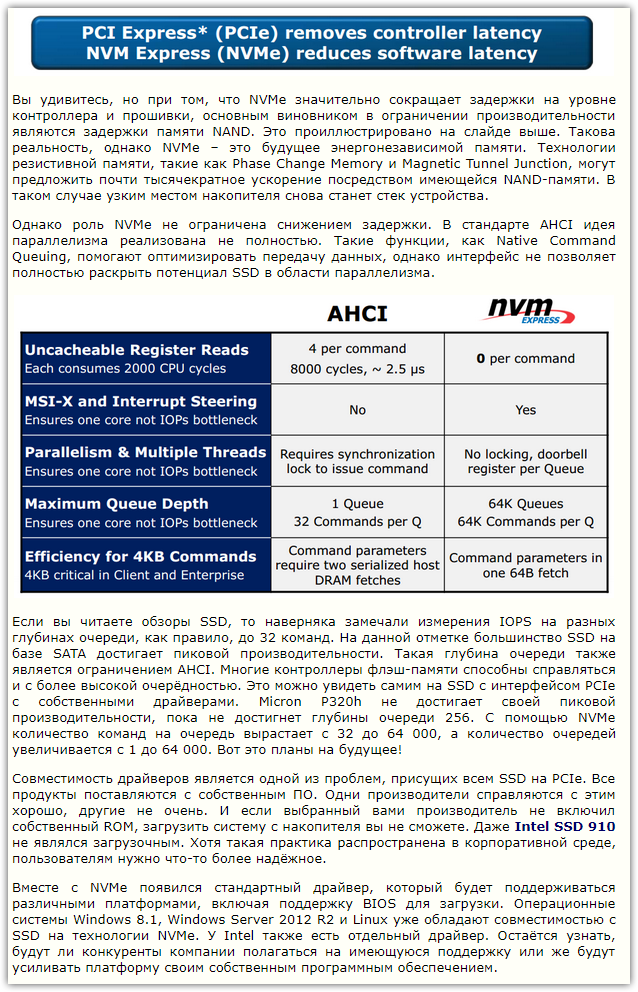 PCI Express* (PCIe) removes controller latency
NVM Express (NVMe) reduces software latency
Вы удивитесь, но при том, что NVMe значительно сокращает задержки на уровне
контроллера и прошивки, основным виновником в ограничении производительности
являются задержки памяти NAND. Это проиллюстрировано на слайде выше. Такова
реальность, однако NVMe – это будущее энергонезависимой памяти. Технологии
резистивной памяти, такие как Phase Change Memory и Magnetic Tunnel Junction, могут
предложить почти тысячекратное ускорение посредством имеющейся NAND-памяти. В
таком случае узким местом накопителя снова станет стек устройства.
Однако роль NVMe не ограничена снижением задержки. В стандарте AHCI идея
параллелизма реализована не полностью. Такие функции, как Native Command
Queuing, помогают оптимизировать передачу данных, однако интерфейс не позволяет
полностью раскрыть потенциал SSD в области параллелизма.
AHCI
nvm
EXPRESS
Uncacheable Register Reads
Each consumes 2000 CPU cycles
4 per command
8000 cycles, ~ 2.5 µs
0 per command
MSI-X and Interrupt Steering
Ensures one core not IOPs bottleneck
No
Yes
Parallelism & Multiple Threads
Ensures one core not IOPs bottleneck
Requires synchronization
lock to issue command
No locking, doorbell
register per Queue
Maximum Queue Depth
Ensures one core not IOPs bottleneck
1 Queue
32 Commands per Q
64K Queues
64K Commands per Q
Efficiency for 4KB Commands
4KB critical in Client and Enterprise
Command parameters
require two serialized host
DRAM fetches
Command parameters in
one 64B fetch
Если вы читаете обзоры SSD, то наверняка замечали измерения IOPS на разных
глубинах очереди, как правило, до 32 команд. На данной отметке большинство SSD на
базе SATA достигает пиковой производительности. Такая глубина очереди также
является ограничением AHCI. Многие контроллеры флэш-памяти способны справляться
и с более высокой очерёдностью. Это можно увидеть самим на SSD с интерфейсом PCIe
с собственными драйверами. Micron P320h не достигает своей пиковой
производительности, пока не достигнет глубины очереди 256. С помощью NVMe
количество команд на очередь вырастает с 32 до 64 000, а количество очередей
увеличивается с 1 до 64 000. Вот это планы на будущее!
Совместимость драйверов является одной из проблем, присущих всем SSD на PCIe. Все
продукты поставляются с собственным ПО. Одни производители справляются с этим
хорошо, другие не очень. И если выбранный вами производитель не включил
собственный ROM, загрузить систему с накопителя вы не сможете. Даже Intel SSD 910
не являлся загрузочным. Хотя такая практика распространена в корпоративной среде,
пользователям нужно что-то более надёжное.
Вместе с NVMe появился стандартный драйвер, который будет поддерживаться
различными платформами, включая поддержку BIOS для загрузки. Операционные
системы Windows 8.1, Windows Server 2012 R2 и Linux уже обладают совместимостью с
SSD на технологии NVMe. У Intel также есть отдельный драйвер. Остаётся узнать,
будут ли конкуренты компании полагаться на имеющуюся поддержку или же будут
усиливать платформу своим собственным программным обеспечением.